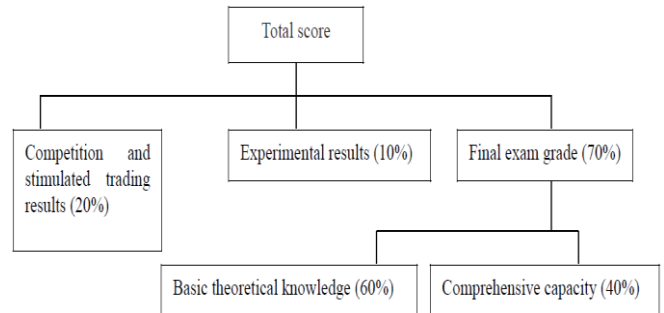 Total score
Competition and
stimulated trading
results (20%)
Experimental results (10%)
Final exam grade (70%)
Basic theoretical knowledge (60%)
Comprehensive capacity (40%)